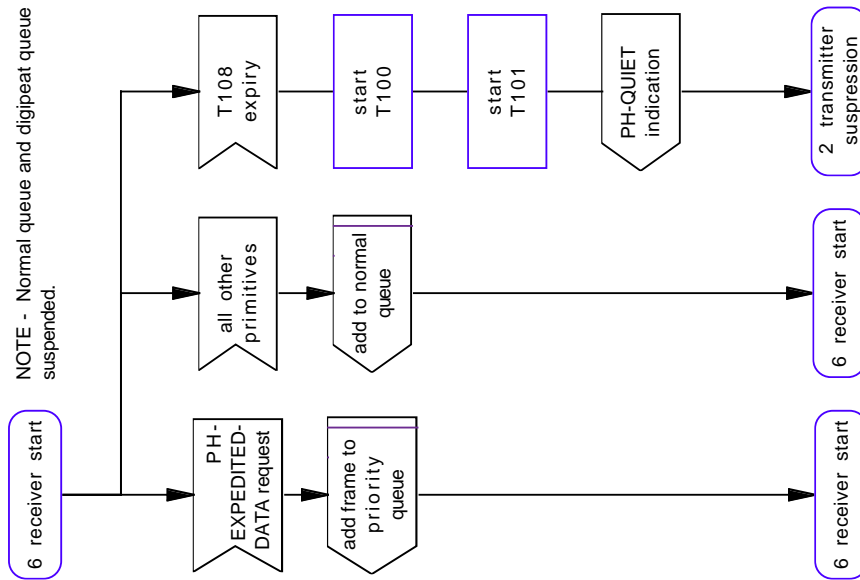 6 receiver start
NOTE - Normal queue and digipeat queue
suspended.
PH-
EXPEDITED-
DATA request
all other
primitives
T108
expiry
add frame to
priority
queue
add to normal
queue
start
T100
start
T101
PH-QUIET
indication
6 receiver start
6 receiver start
2 transmitter
suspression